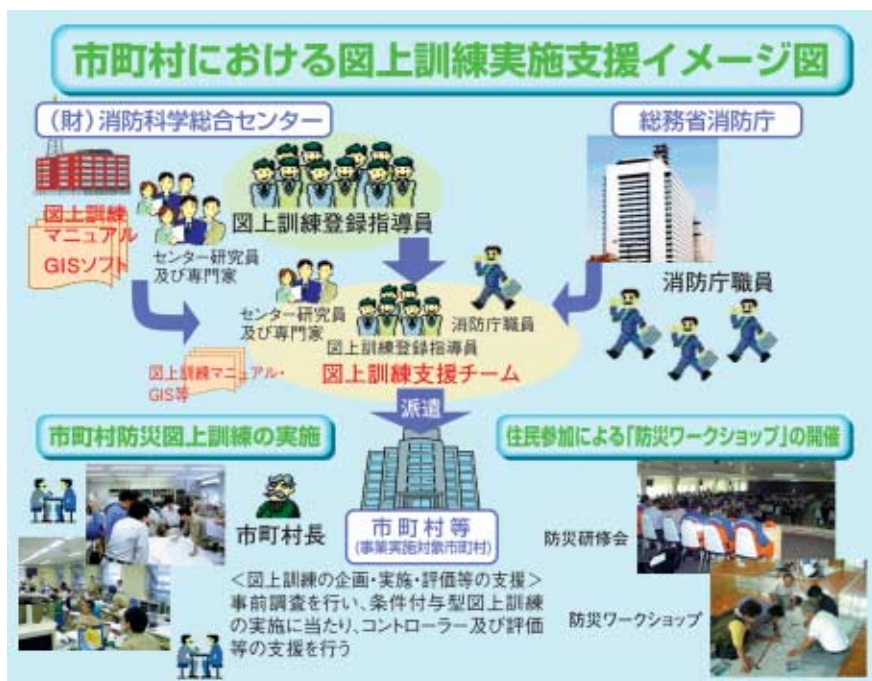 市町村における図上訓練実施支援イメージ図
（財）消防科学総合センター
総務省消防庁
図上訓練
マニュアル
GISソフト
センター研究員
及び専門家
図上訓練登録指導員
消防庁職員
センター研究員
及び専門家
図上訓練登録指導員
消防庁職員
図上訓練マニュアル・
GIS等
図上訓練支援チーム
派遣
市町村防災図上訓練の実施
住民参加による「防災ワークショップ」の開催
市町村長
市町村等
(事業実施対象市町村)
防災研修会
＜図上訓練の企画・実施・評価等の支援＞
事前調査を行い、条件付与型図上訓練
の実施に当たり、コントローラー及び評価
等の支援を行う
防災ワークショップ